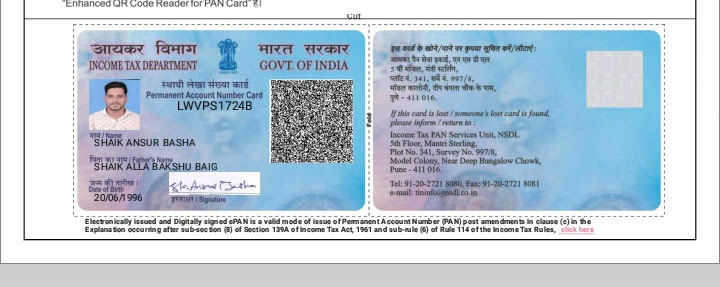 "Enhanced QR Code Reader for PAN Card" है।
Cut
आयकर विभाग
INCOME TAX DEPARTMENT
भारत सरकार
GOVT. OF INDIA
स्थायी लेखा संख्या कार्ड
Permanent Account Number Card
LWVPS1724B
नाम / Name
SHAIK ANSUR BASHA
पिता का नाम / Father's Name
SHAIK ALLA BAKSHU BAIG
जन्म की तारीख /
Date of Birth
20/06/1996
Sk Ansur Basha
हस्ताक्षर / Signature
Fold
इस कार्ड के खोने/पाने पर कृपया सूचित करें/लौटाएं:
आयकर पैन सेवा इकाई, एन एस डी एल
5 वीं मंजिल, मंत्री स्टर्लिंग,
प्लॉट नं. 341, सर्वे नं. 997/8,
मॉडल कालोनी, दीप बंगला चौक के पास,
पुणे - 411 016.
If this card is lost / someone's lost card is found,
please inform / return to :
Income Tax PAN Services Unit, NSDL
5th Floor, Mantri Sterling,
Plot No. 341, Survey No. 997/8,
Model Colony, Near Deep Bungalow Chowk,
Pune - 411 016.
Tel: 91-20-2721 8080, Fax: 91-20-2721 8081
e-mail: tininfo@nsdl.co.in
Electronically issued and Digitally signed ePAN is a valid mode of issue of Permanent Account Number (PAN) post amendments in clause (c) in the
Explanation occurring after sub-section (8) of Section 139A of Income Tax Act, 1961 and sub-rule (6) of Rule 114 of the Income Tax Rules, click here